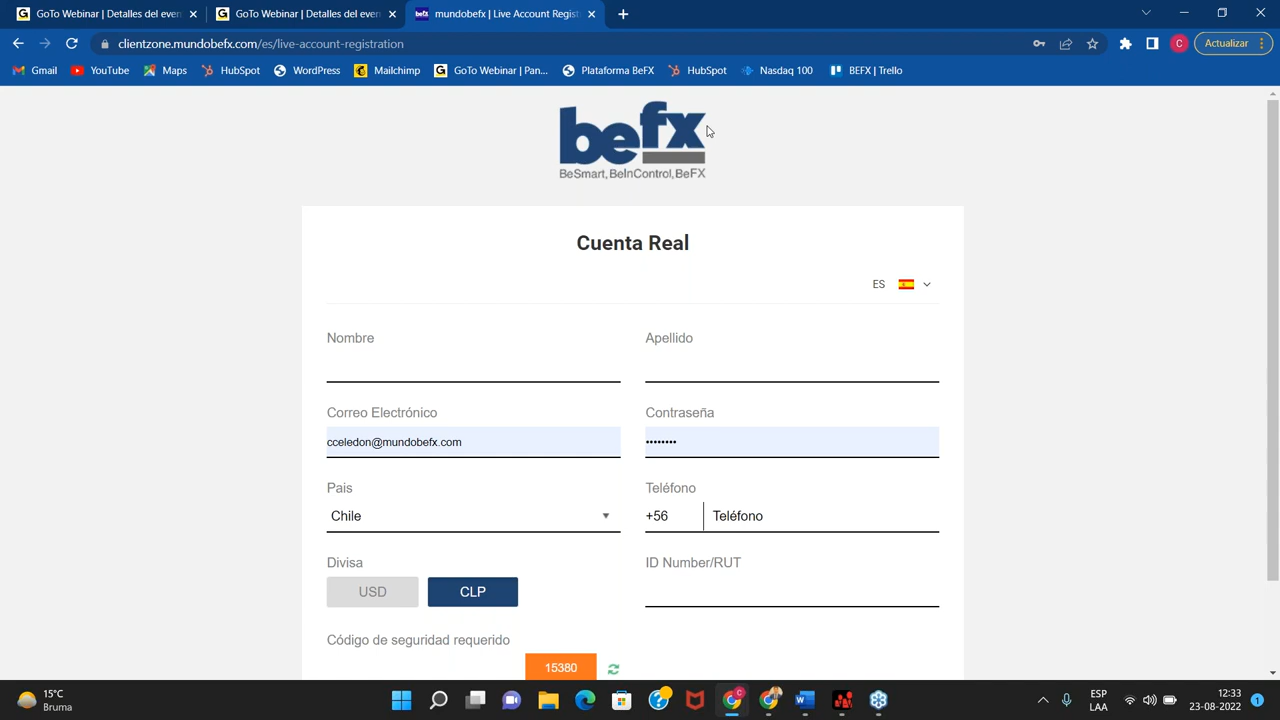 GoTo Webinar | Detalles del even
GoTo Webinar | Detalles del even
befx
mundobefx | Live Account Regist
clientzone.mundobefx.com/es/live-account-registration
C
Actualizar
Gmail
YouTube
Maps
HubSpot
WordPress
Mailchimp
GoTo Webinar | Pan...
Plataforma BeFX
HubSpot
Nasdaq 100
BEFX | Trello
befx
BeSmart, BeInControl, BeFX
Cuenta Real
ES
Nombre
Apellido
Correo Electrónico
Contraseña
cceledon@mundobefx.com
••••••••
Pais
Teléfono
Chile
+56
Teléfono
Divisa
ID Number/RUT
USD
CLP
Código de seguridad requerido
15380
15°C
Bruma
ESP
LAA
12:33
23-08-2022
1